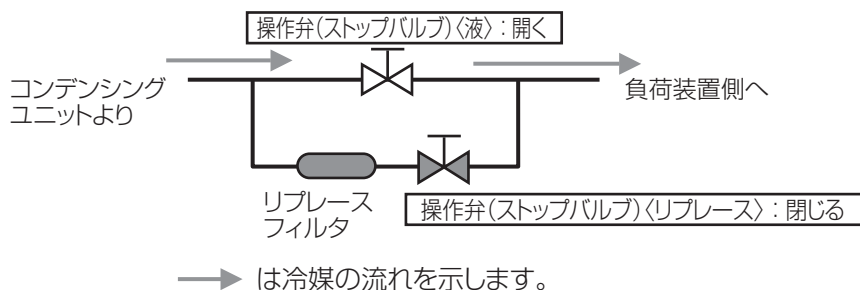 操作弁（ストップバルブ）〈液〉：開く
コンデンシング
ユニットより
負荷装置側へ
リプレース
フィルタ
操作弁（ストップバルブ）〈リプレース〉：閉じる
は冷媒の流れを示します。